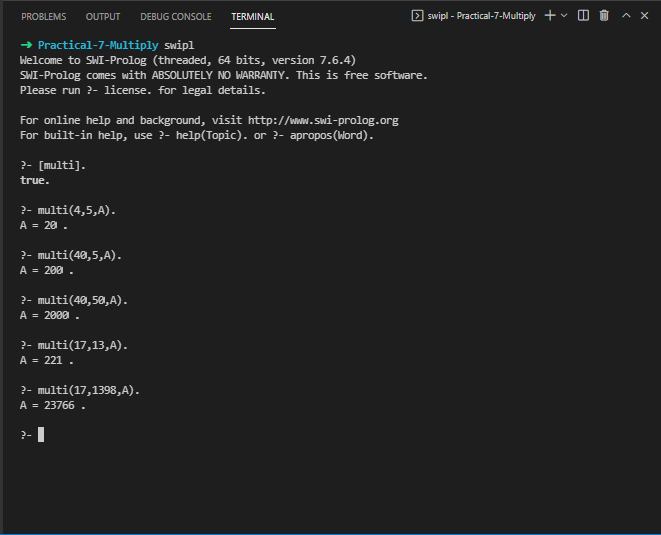 PROBLEMS OUTPUT DEBUG CONSOLE TERMINAL swipl - Practical-7-Multiply
➜ Practical-7-Multiply swipl
Welcome to SWI-Prolog (threaded, 64 bits, version 7.6.4)
SWI-Prolog comes with ABSOLUTELY NO WARRANTY. This is free software.
Please run ?- license. for legal details.
For online help and background, visit http://www.swi-prolog.org
For built-in help, use ?- help(Topic). or ?- apropos(Word).
?- [multi].
true.
?- multi(4,5,A).
A = 20 .
?- multi(40,5,A).
A = 200 .
?- multi(40,50,A).
A = 2000 .
?- multi(17,13,A).
A = 221 .
?- multi(17,1398,A).
A = 23766 .
?-